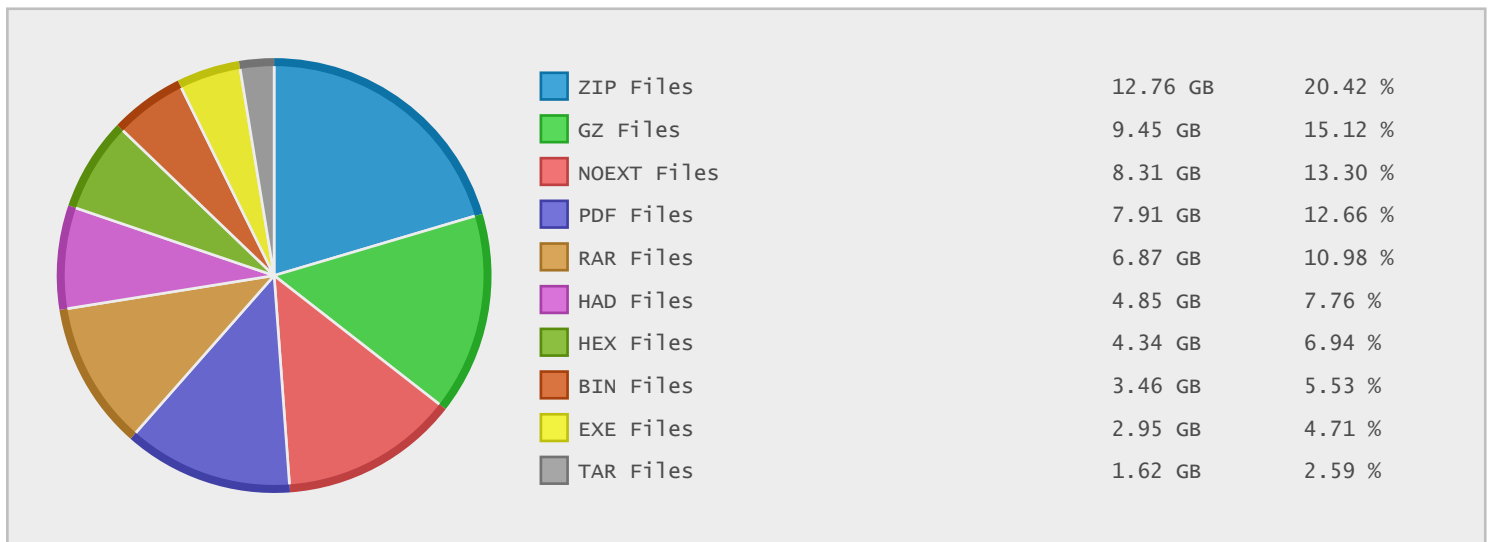 ZIP Files 12.76 GB 20.42 %
GZ Files 9.45 GB 15.12 %
NOEXT Files 8.31 GB 13.30 %
PDF Files 7.91 GB 12.66 %
RAR Files 6.87 GB 10.98 %
HAD Files 4.85 GB 7.76 %
HEX Files 4.34 GB 6.94 %
BIN Files 3.46 GB 5.53 %
EXE Files 2.95 GB 4.71 %
TAR Files 1.62 GB 2.59 %